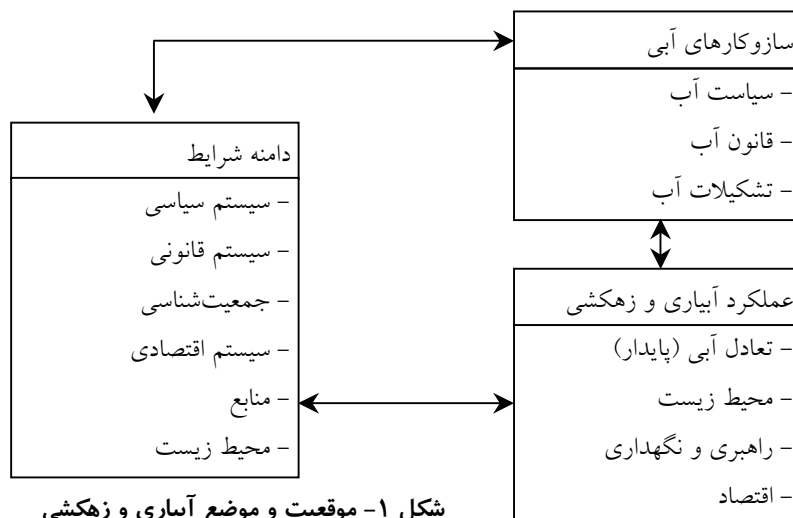 سازوکارهای آبی
- سیاست آب
- قانون آب
- تشکیلات آب
دامنه شرایط
- سیستم سیاسی
- سیستم قانونی
- جمعیت‌شناسی
- سیستم اقتصادی
- منابع
- محیط زیست
عملکرد آبیاری و زهکشی
- تعادل آبی (پایدار)
- محیط زیست
- راهبری و نگهداری
- اقتصاد
شکل ۱- موقعیت و موضع آبیاری و زهکشی